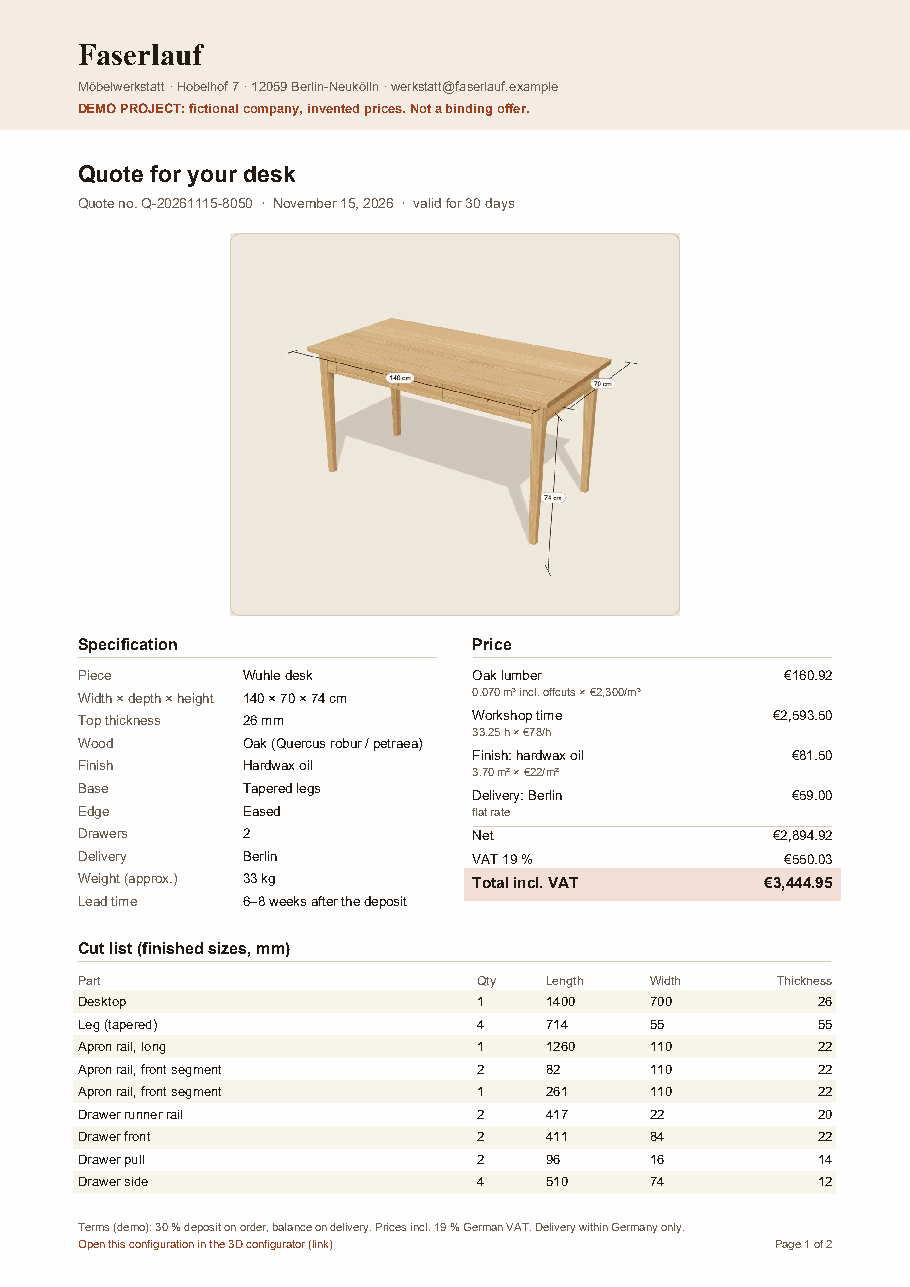 Faserlauf
Möbelwerkstatt · Hobelhof 7 · 12059 Berlin-Neukölln · werkstatt@faserlauf.example
DEMO PROJECT: fictional company, invented prices. Not a binding offer.
Quote for your desk
Quote no. Q-20261115-8050 · November 15, 2026 · valid for 30 days
140 cm
70 cm
74 cm
Specification
Piece Wuhle desk
Width × depth × height 140 × 70 × 74 cm
Top thickness 26 mm
Wood Oak (Quercus robur / petraea)
Finish Hardwax oil
Base Tapered legs
Edge Eased
Drawers 2
Delivery Berlin
Weight (approx.) 33 kg
Lead time 6–8 weeks after the deposit
Price
Oak lumber €160.92
0.070 m³ incl. offcuts × €2,300/m³
Workshop time €2,593.50
33.25 h × €78/h
Finish: hardwax oil €81.50
3.70 m² × €22/m²
Delivery: Berlin €59.00
flat rate
Net €2,894.92
VAT 19 % €550.03
Total incl. VAT €3,444.95
Cut list (finished sizes, mm)
Part Qty Length Width Thickness
Desktop 1 1400 700 26
Leg (tapered) 4 714 55 55
Apron rail, long 1 1260 110 22
Apron rail, front segment 2 82 110 22
Apron rail, front segment 1 261 110 22
Drawer runner rail 2 417 22 20
Drawer front 2 411 84 22
Drawer pull 2 96 16 14
Drawer side 4 510 74 12
Terms (demo): 30 % deposit on order, balance on delivery. Prices incl. 19 % German VAT. Delivery within Germany only.
Open this configuration in the 3D configurator (link)
Page 1 of 2